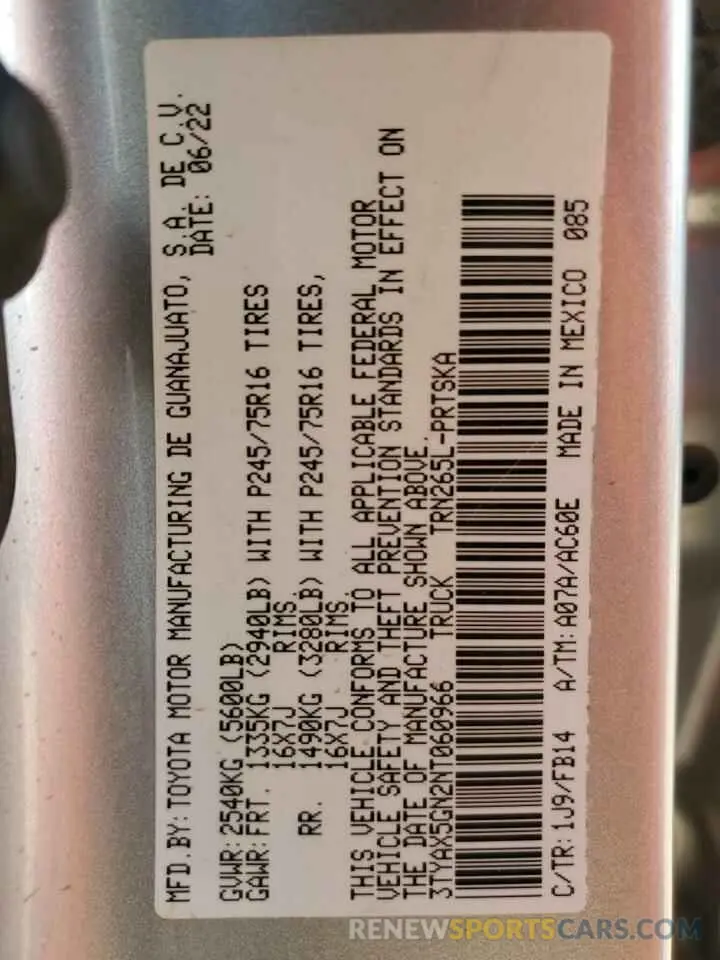 MFD.BY:TOYOTA MOTOR MANUFACTURING DE GUANAJUATO, S.A. DE C.V.
DATE: 06/22
GVWR:2540KG (5600LB)
GAWR:FRT. 1335KG (2940LB) WITH P245/75R16 TIRES
16X7J RIMS.
RR. 1490KG (3280LB) WITH P245/75R16 TIRES,
16X7J RIMS.
THIS VEHICLE CONFORMS TO ALL APPLICABLE FEDERAL MOTOR
VEHICLE SAFETY AND THEFT PREVENTION STANDARDS IN EFFECT ON
THE DATE OF MANUFACTURE SHOWN ABOVE.
3TYAX5GN2NT060966 TRUCK TRN265L-PRTSKA
C/TR:1J9/FB14 A/TM:A07A/AC60E MADE IN MEXICO 085
RENEWSPORTSCARS.COM